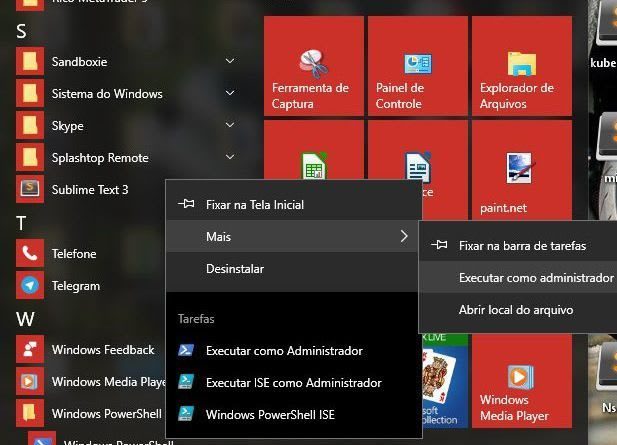 S
Sandboxie
Sistema do Windows
Skype
Splashtop Remote
Sublime Text 3
T
Telefone
Telegram
W
Windows Feedback
Windows Media Playe
Windows PowerShell
Windows PowerShell
Ferramenta de
Captura
Painel de
Controle
Explorador de
Arquivos
paint.net
Fixar na Tela Inicial
Mais
Desinstalar
Tarefas
Executar como Administrador
Executar ISE como Administrador
Windows PowerShell ISE
Fixar na barra de tarefas
Executar como administrador
Abrir local do arquivo
LIVE
Windows
Media Player
kube
mi
Ns